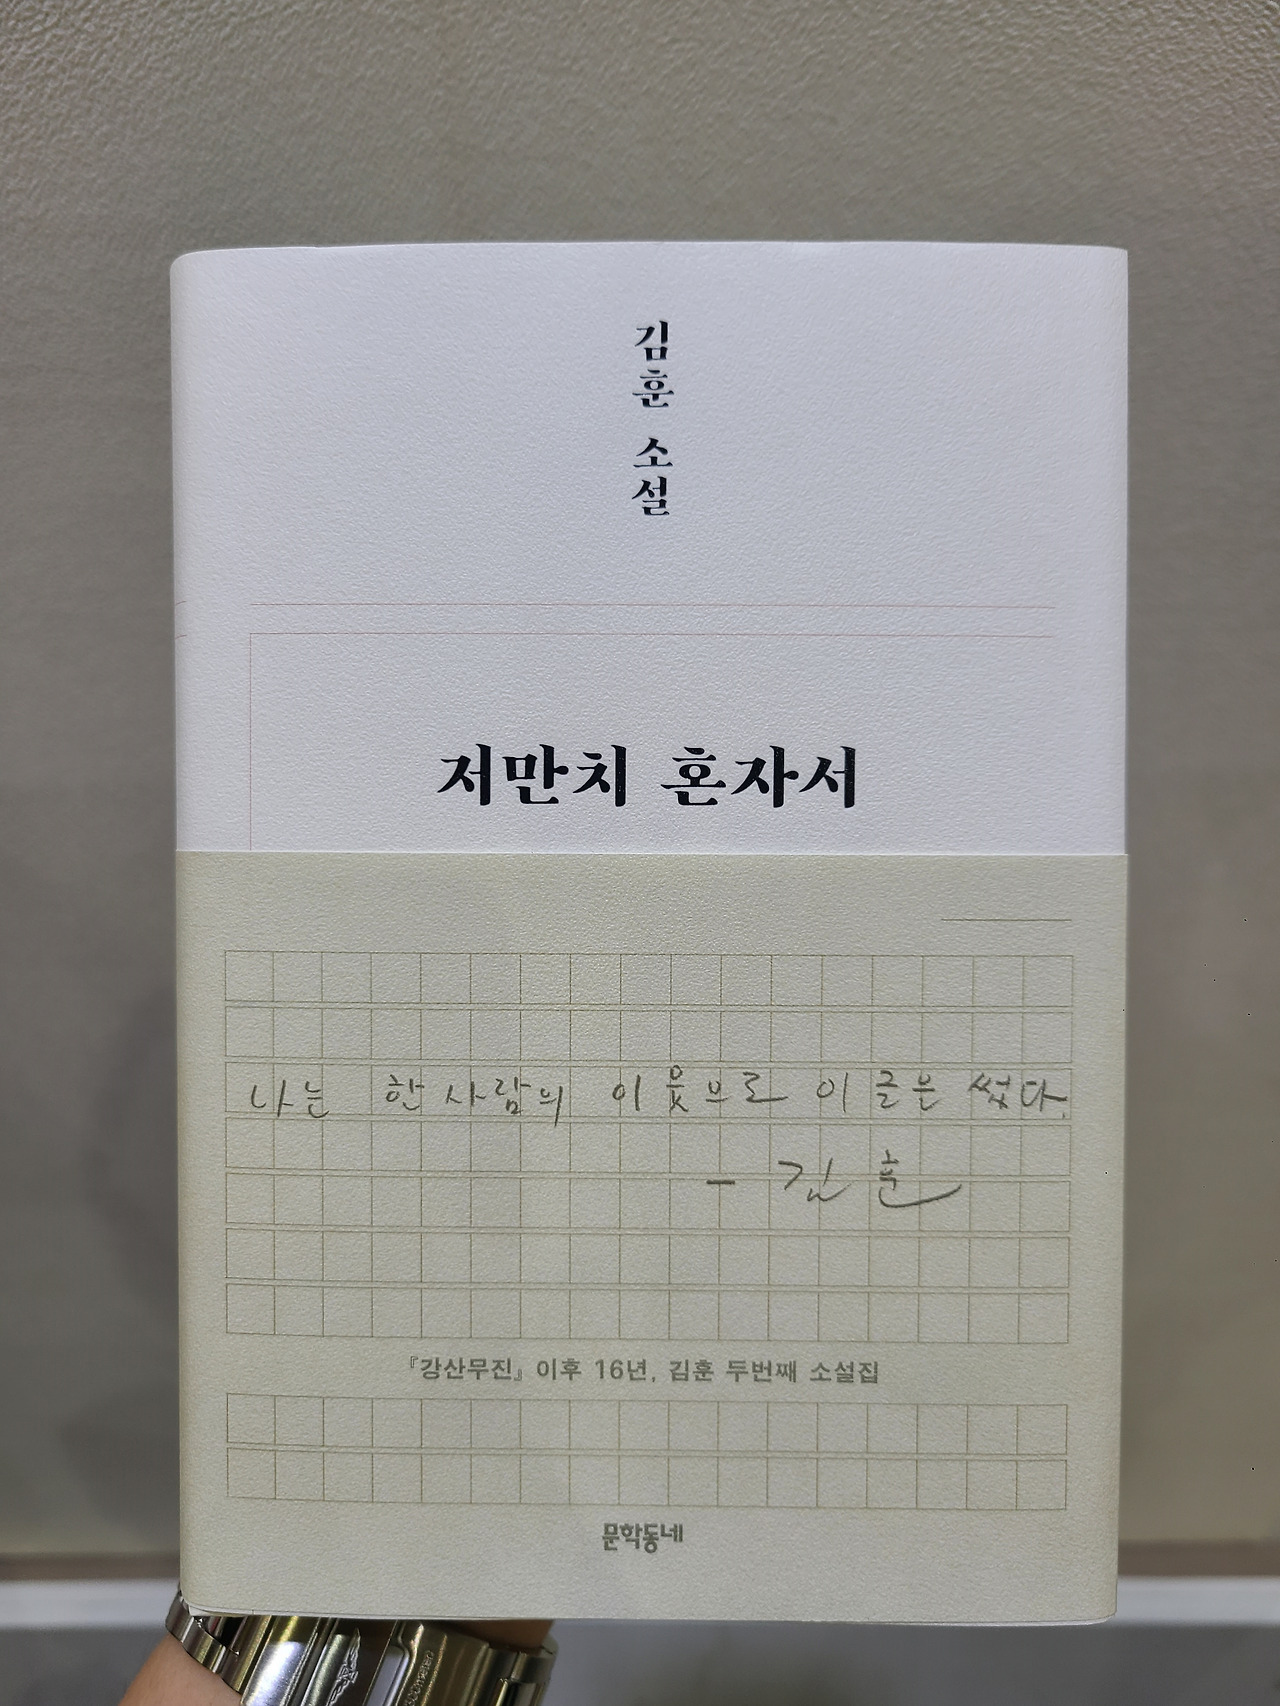 김훈 소설
저만치 혼자서
나는 한 사람의 이웃으로 이 글을 썼다.
- 김훈
『강산무진』 이후 16년, 김훈 두번째 소설집
문학동네